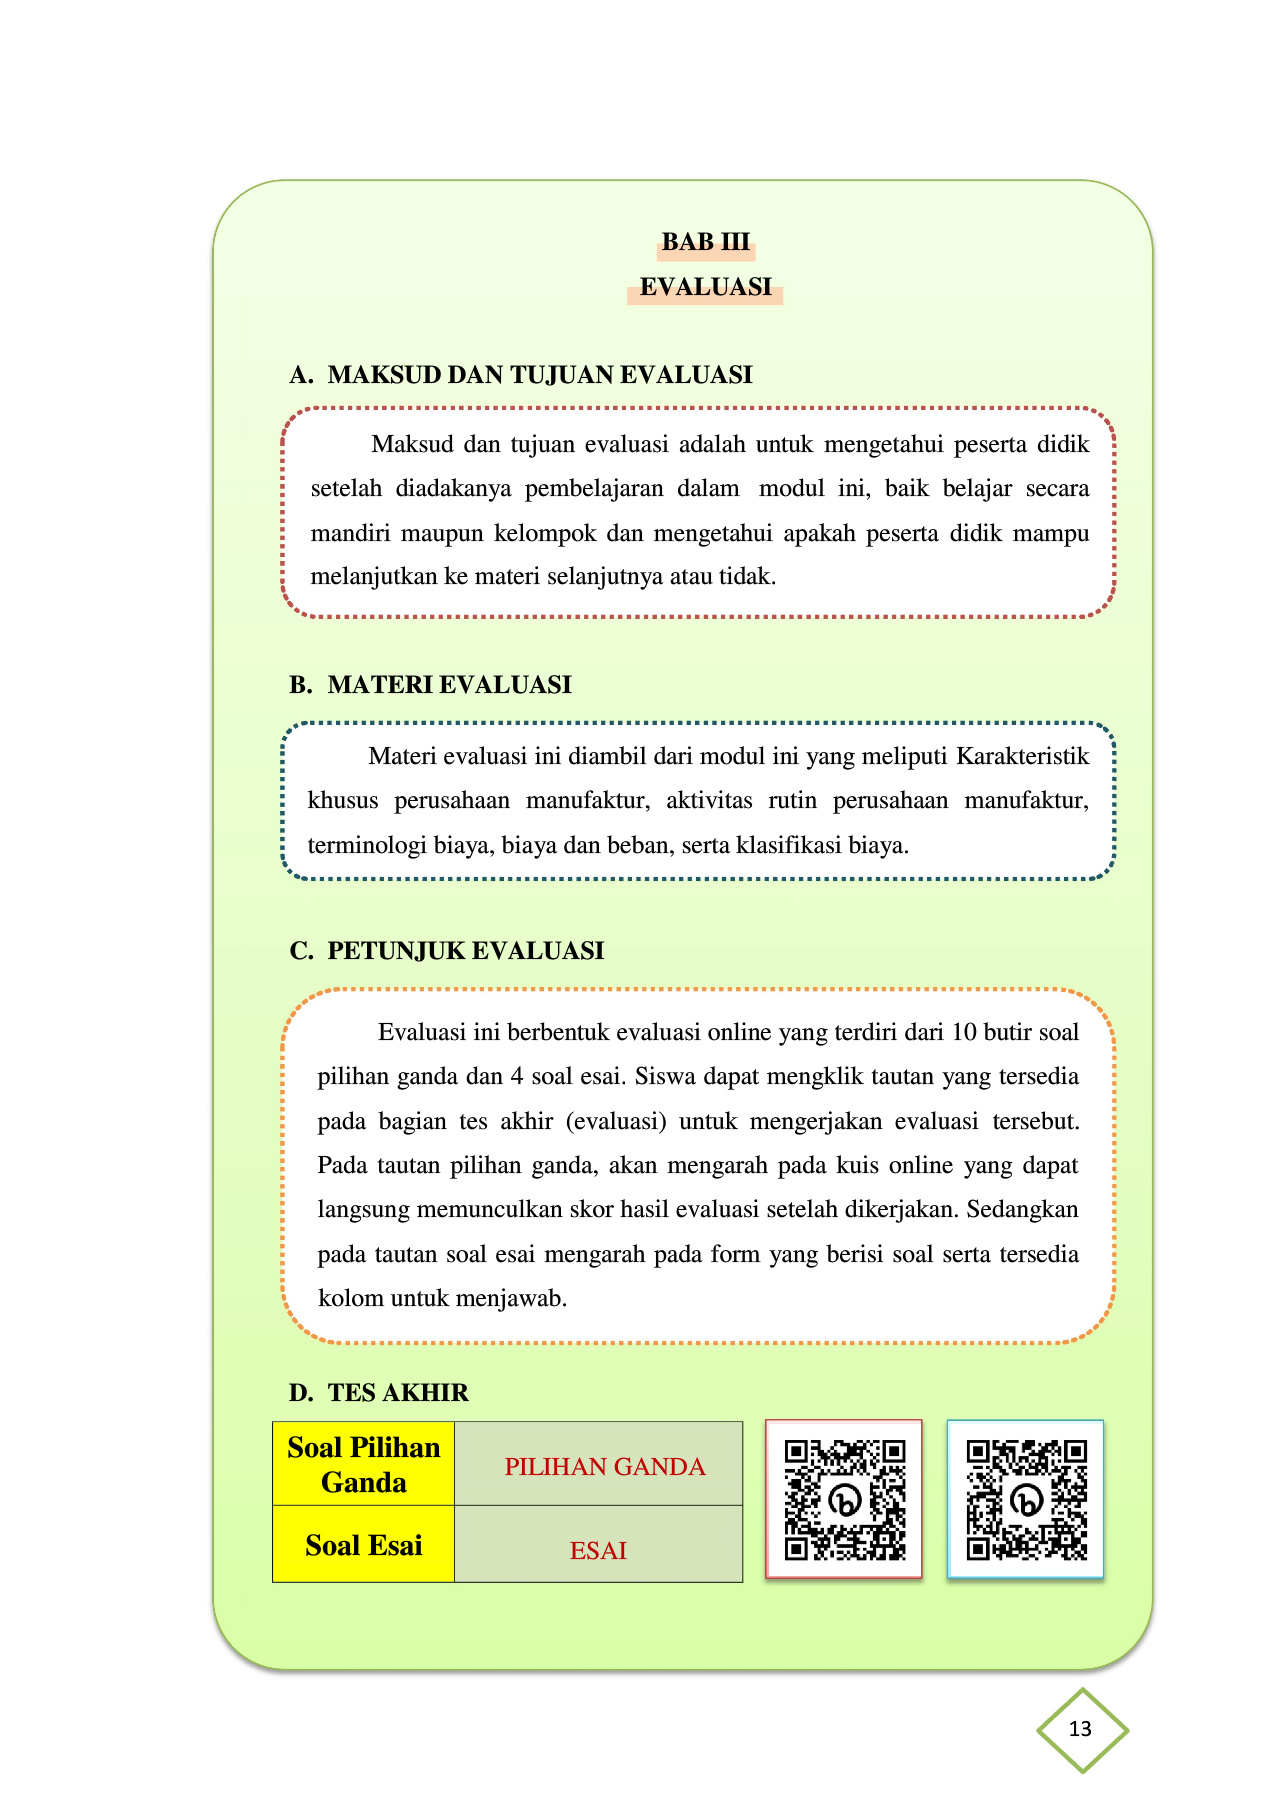 BAB III
EVALUASI
A. MAKSUD DAN TUJUAN EVALUASI
Maksud dan tujuan evaluasi adalah untuk mengetahui peserta didik
setelah diadakanya pembelajaran dalam modul ini, baik belajar secara
mandiri maupun kelompok dan mengetahui apakah peserta didik mampu
melanjutkan ke materi selanjutnya atau tidak.
B. MATERI EVALUASI
Materi evaluasi ini diambil dari modul ini yang meliputi Karakteristik
khusus perusahaan manufaktur, aktivitas rutin perusahaan manufaktur,
terminologi biaya, biaya dan beban, serta klasifikasi biaya.
C. PETUNJUK EVALUASI
Evaluasi ini berbentuk evaluasi online yang terdiri dari 10 butir soal
pilihan ganda dan 4 soal esai. Siswa dapat mengklik tautan yang tersedia
pada bagian tes akhir (evaluasi) untuk mengerjakan evaluasi tersebut.
Pada tautan pilihan ganda, akan mengarah pada kuis online yang dapat
langsung memunculkan skor hasil evaluasi setelah dikerjakan. Sedangkan
pada tautan soal esai mengarah pada form yang berisi soal serta tersedia
kolom untuk menjawab.
D. TES AKHIR
Soal Pilihan
Ganda
PILIHAN GANDA
Soal Esai
ESAI
13